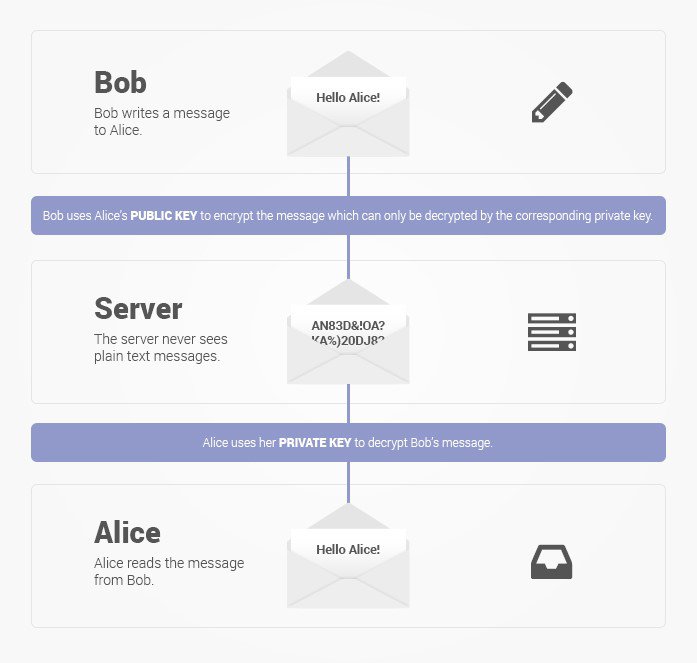 Bob
Bob writes a message
to Alice.
Hello Alice!
Bob uses Alice's PUBLIC KEY to encrypt the message which can only be decrypted by the corresponding private key
Server
The server never sees
plain text messages.
AN83D&!OA?
KA%)20DJ8?
Alice uses her PRIVATE KEY to decrypt Bob's message.
Alice
Alice reads the message
from Bob.
Hello Alice!